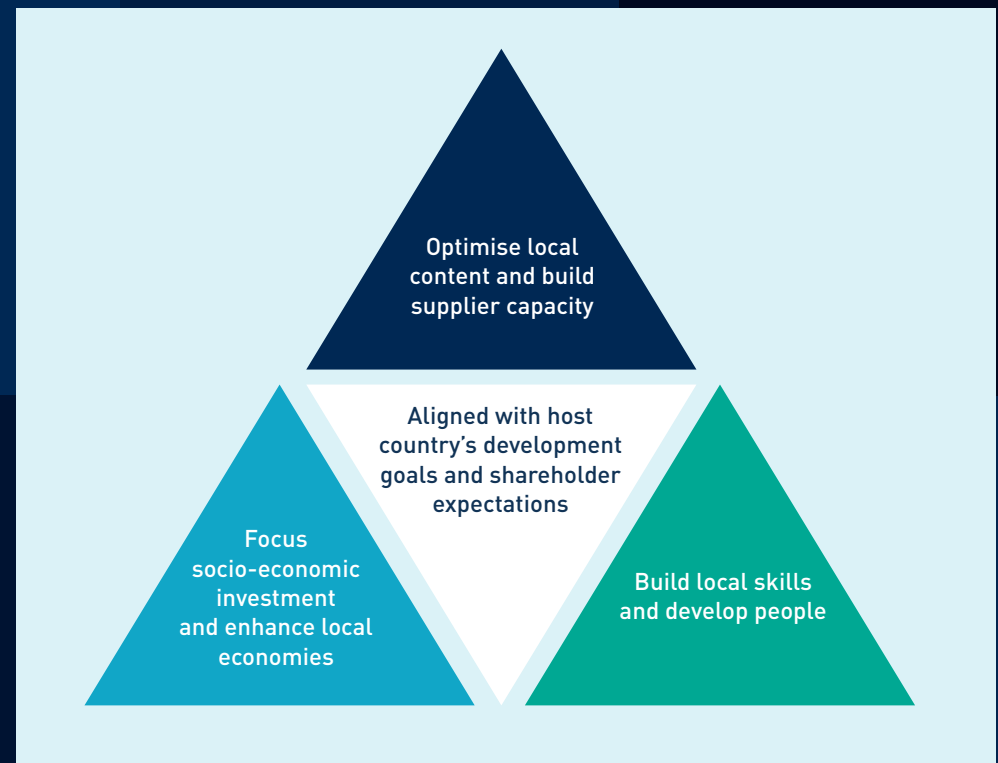 Optimise local
content and build
supplier capacity
Aligned with host
country’s development
goals and shareholder
expectations
Focus
socio-economic
investment
and enhance local
economies
Build local skills
and develop people